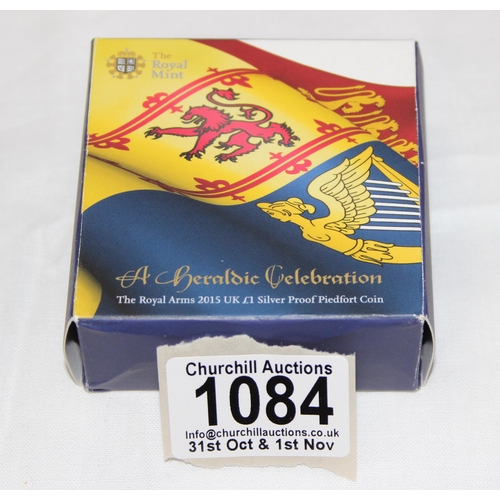 The
Royal
Mint
A Heraldic Celebration
The Royal Arms 2015 UK £1 Silver Proof Piedfort Coin
Churchill Auctions
1084
Info@churchillauctions.co.uk
31st Oct & 1st Nov